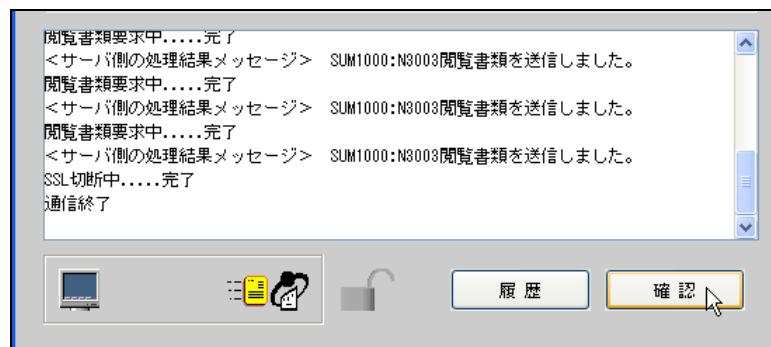 閲覧書類要求中.....完了
＜サーバ側の処理結果メッセージ＞　SUM1000:N3003閲覧書類を送信しました。
閲覧書類要求中.....完了
＜サーバ側の処理結果メッセージ＞　SUM1000:N3003閲覧書類を送信しました。
閲覧書類要求中.....完了
＜サーバ側の処理結果メッセージ＞　SUM1000:N3003閲覧書類を送信しました。
SSL切断中.....完了
通信終了
履 歴
確 認